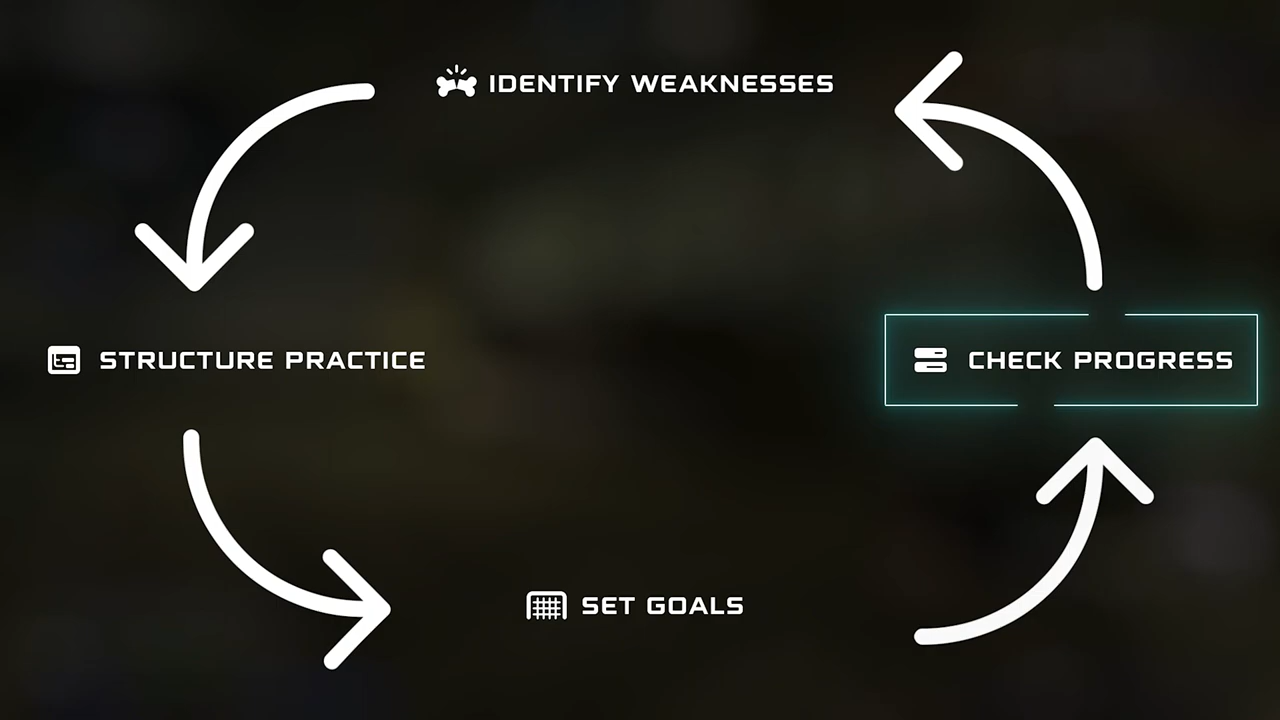 IDENTIFY WEAKNESSES
STRUCTURE PRACTICE
CHECK PROGRESS
SET GOALS